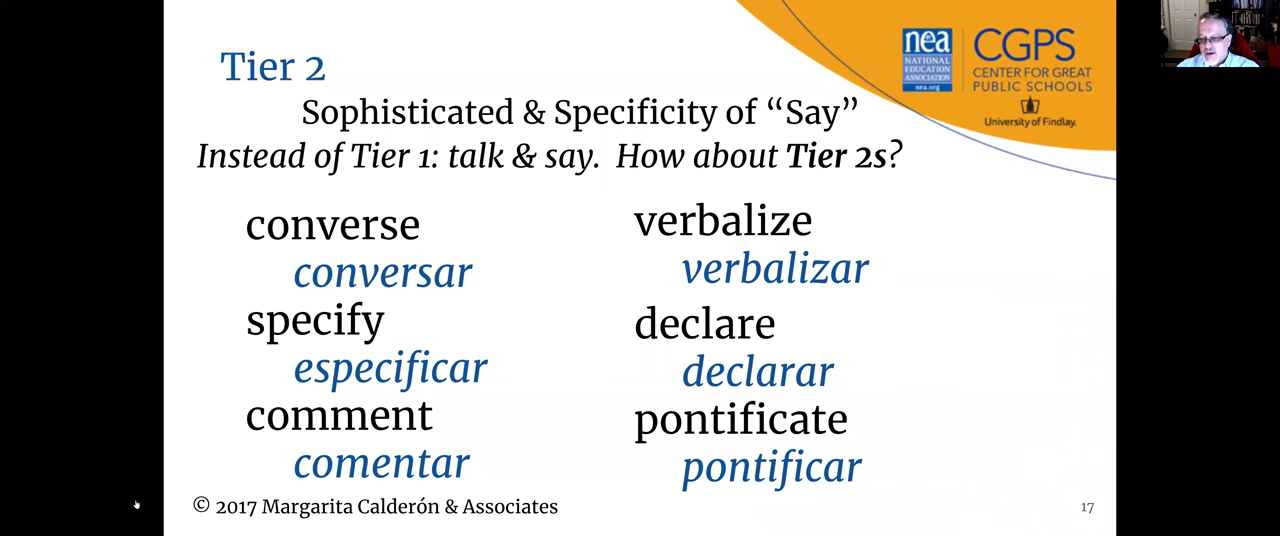 Tier 2
Sophisticated & Specificity of “Say”
Instead of Tier 1: talk & say. How about Tier 2s?
converse
conversar
specify
especificar
comment
comentar
verbalize
verbalizar
declare
declarar
pontificate
pontificar
© 2017 Margarita Calderón & Associates
17
nea
NATIONAL
EDUCATION
ASSOCIATION
nea.org
CGPS
CENTER FOR GREAT
PUBLIC SCHOOLS
University of Findlay.